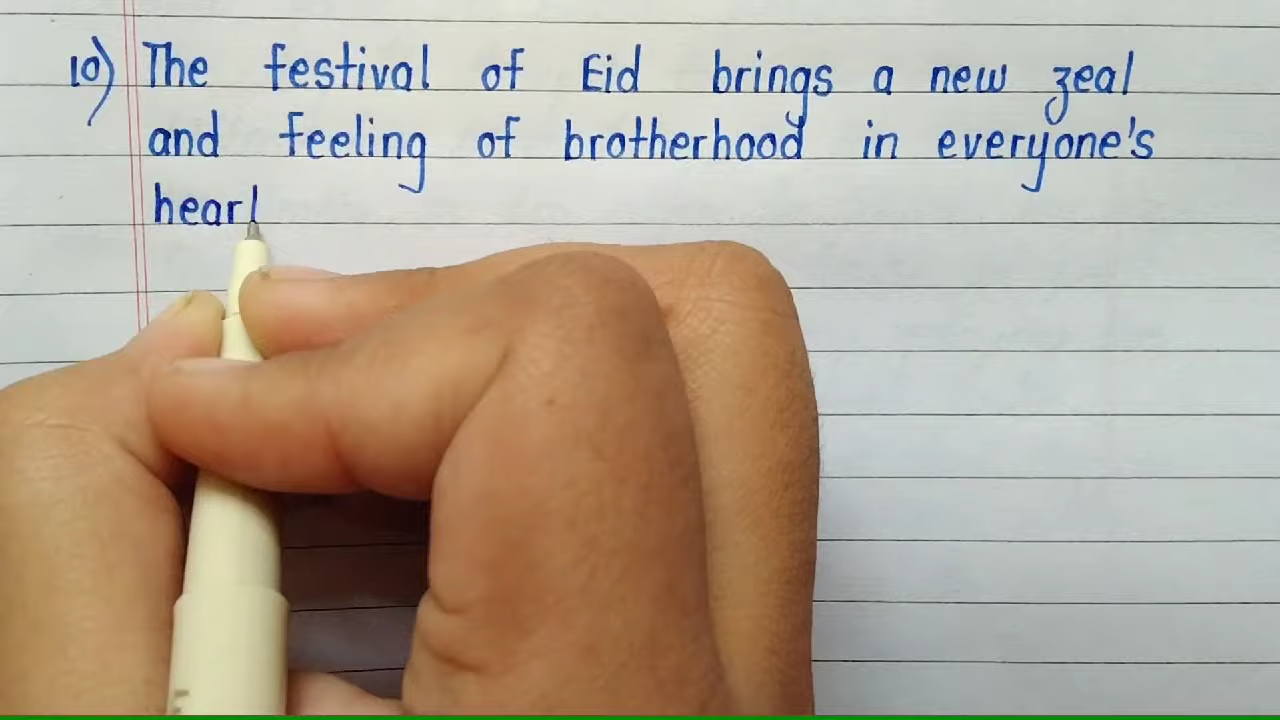 10) The festival of Eid brings a new zeal
and feeling of brotherhood in everyone's
hear